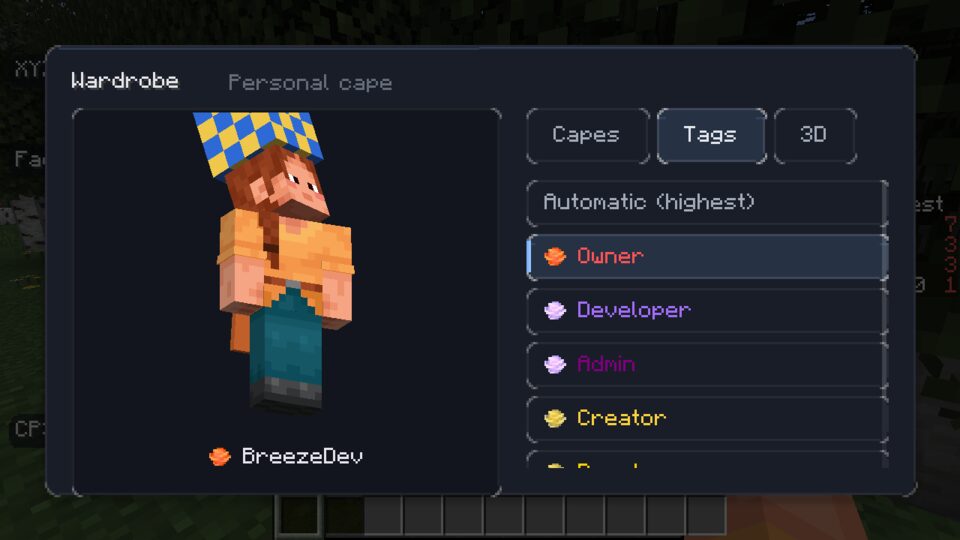 Wardrobe
Personal cape
Capes
Tags
3D
Automatic (highest)
Owner
Developer
Admin
Creator
BreezeDev